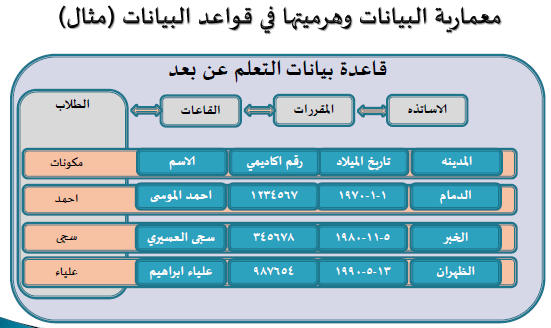 معمارية البيانات وهرميتها في قواعد البيانات (مثال)
قاعدة بيانات التعلم عن بعد
الاساتذه المقررات القاعات الطلاب
المدينه تاريخ الميلاد رقم اكاديمي الاسم مكونات
الدمام ١-١-١٩٧٠ ١٢٣٤٥٦٧ احمد الموسى احمد
الخبر ٥-١١-١٩٨٠ ٣٤٥٦٧٨ سجى العسيري سجى
الظهران ١٣-٥-١٩٩٠ ٩٨٧٦٥٤ علياء ابراهيم علياء